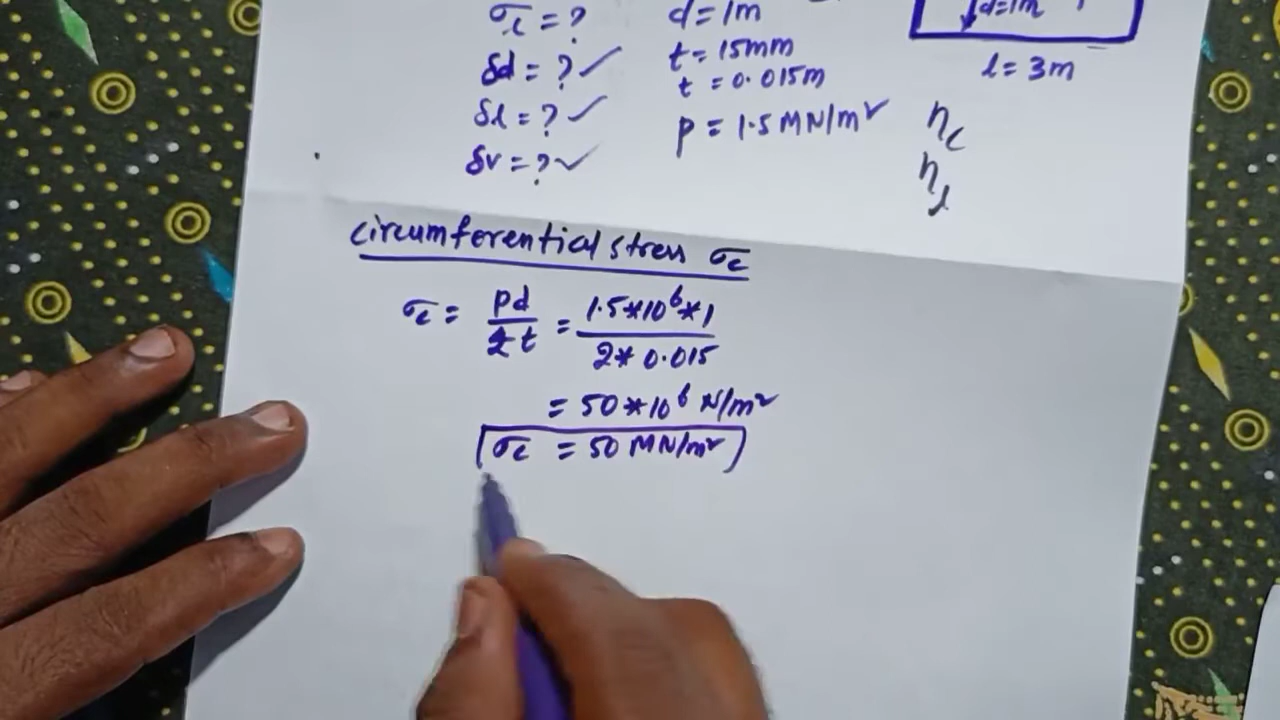 σc = ?
δd = ? ✓
δl = ? ✓
δv = ? ✓
d = 1m
t = 15mm
t = 0.015m
p = 1.5 MN/m²
d=1m
l = 3m
ηc
ηl
circumferential stress σc
σc = pd/2t = 1.5*10⁶*1/2*0.015
= 50*10⁶ N/m²
σc = 50 MN/m²